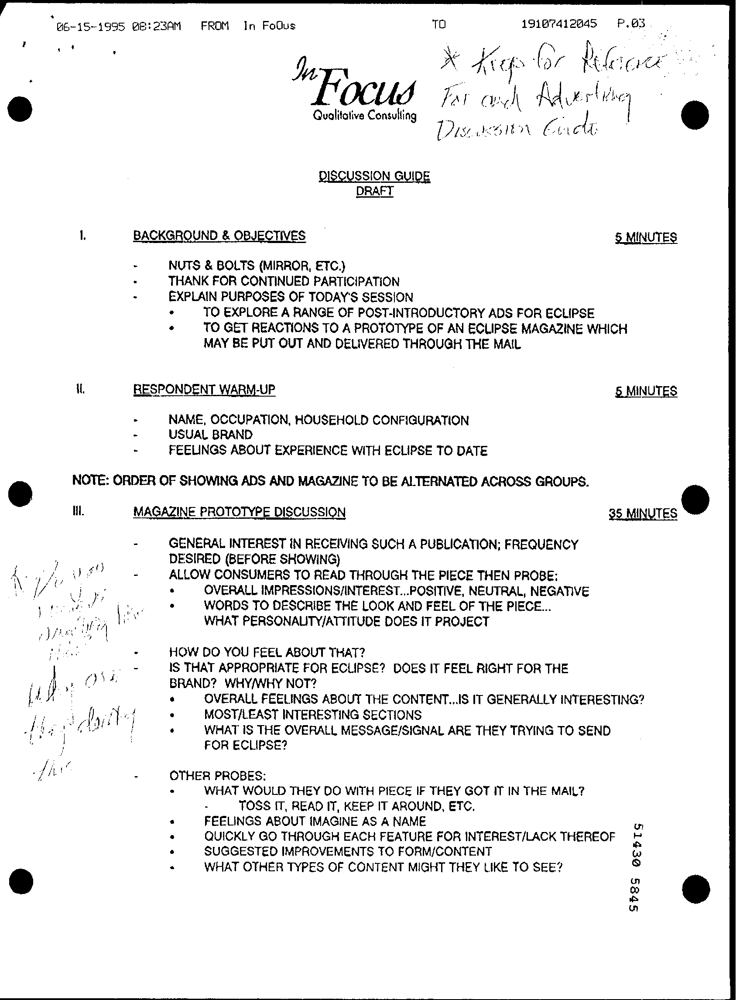 06-15-1995 08:23AM FROM In FoOus TO 19107412045 P.03
* Keep for Reference
For and Advertising
Discussion Guide
In Focus
Qualitative Consulting
DISCUSSION GUIDE
DRAFT
I. BACKGROUND & OBJECTIVES 5 MINUTES
- NUTS & BOLTS (MIRROR, ETC.)
- THANK FOR CONTINUED PARTICIPATION
- EXPLAIN PURPOSES OF TODAY'S SESSION
• TO EXPLORE A RANGE OF POST-INTRODUCTORY ADS FOR ECLIPSE
• TO GET REACTIONS TO A PROTOTYPE OF AN ECLIPSE MAGAZINE WHICH
MAY BE PUT OUT AND DELIVERED THROUGH THE MAIL
II. RESPONDENT WARM-UP 5 MINUTES
- NAME, OCCUPATION, HOUSEHOLD CONFIGURATION
- USUAL BRAND
- FEELINGS ABOUT EXPERIENCE WITH ECLIPSE TO DATE
NOTE: ORDER OF SHOWING ADS AND MAGAZINE TO BE ALTERNATED ACROSS GROUPS.
III. MAGAZINE PROTOTYPE DISCUSSION 35 MINUTES
- GENERAL INTEREST IN RECEIVING SUCH A PUBLICATION; FREQUENCY
DESIRED (BEFORE SHOWING)
- ALLOW CONSUMERS TO READ THROUGH THE PIECE THEN PROBE:
• OVERALL IMPRESSIONS/INTEREST...POSITIVE, NEUTRAL, NEGATIVE
• WORDS TO DESCRIBE THE LOOK AND FEEL OF THE PIECE...
WHAT PERSONALITY/ATTITUDE DOES IT PROJECT
- HOW DO YOU FEEL ABOUT THAT?
- IS THAT APPROPRIATE FOR ECLIPSE? DOES IT FEEL RIGHT FOR THE
BRAND? WHY/WHY NOT?
• OVERALL FEELINGS ABOUT THE CONTENT...IS IT GENERALLY INTERESTING?
• MOST/LEAST INTERESTING SECTIONS
• WHAT IS THE OVERALL MESSAGE/SIGNAL ARE THEY TRYING TO SEND
FOR ECLIPSE?
like
this
why are
they doing
this
- OTHER PROBES:
• WHAT WOULD THEY DO WITH PIECE IF THEY GOT IT IN THE MAIL?
- TOSS IT, READ IT, KEEP IT AROUND, ETC.
• FEELINGS ABOUT IMAGINE AS A NAME
• QUICKLY GO THROUGH EACH FEATURE FOR INTEREST/LACK THEREOF
• SUGGESTED IMPROVEMENTS TO FORM/CONTENT
• WHAT OTHER TYPES OF CONTENT MIGHT THEY LIKE TO SEE?
51430 5845